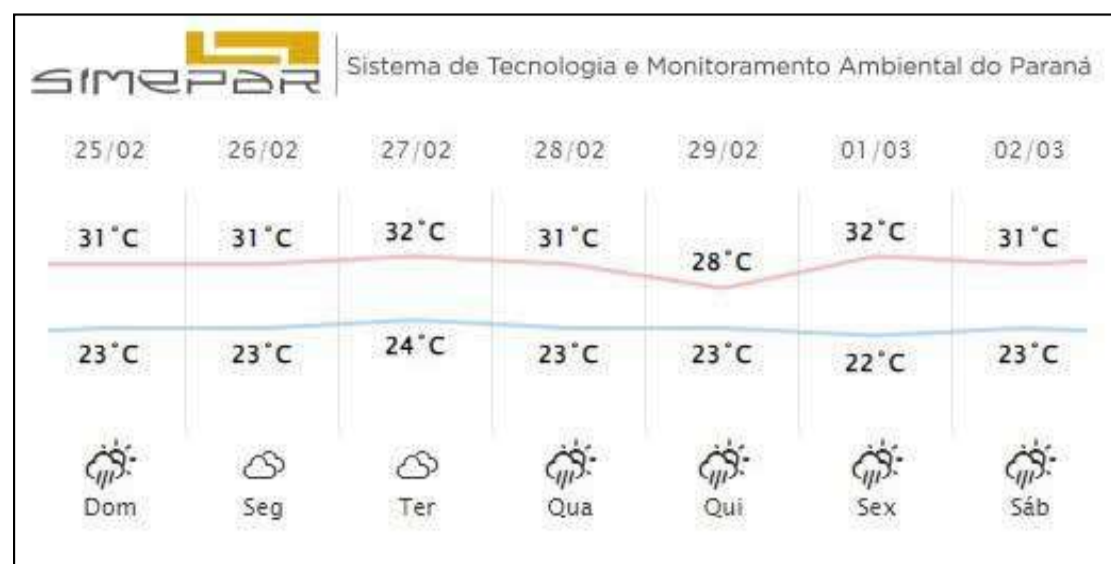 SIMEPAR
Sistema de Tecnologia e Monitoramento Ambiental do Paraná
25/02 26/02 27/02 28/02 29/02 01/03 02/03
31°C 31°C 32°C 31°C 28°C 32°C 31°C
23°C 23°C 24°C 23°C 23°C 22°C 23°C
Dom Seg Ter Qua Qui Sex Sáb